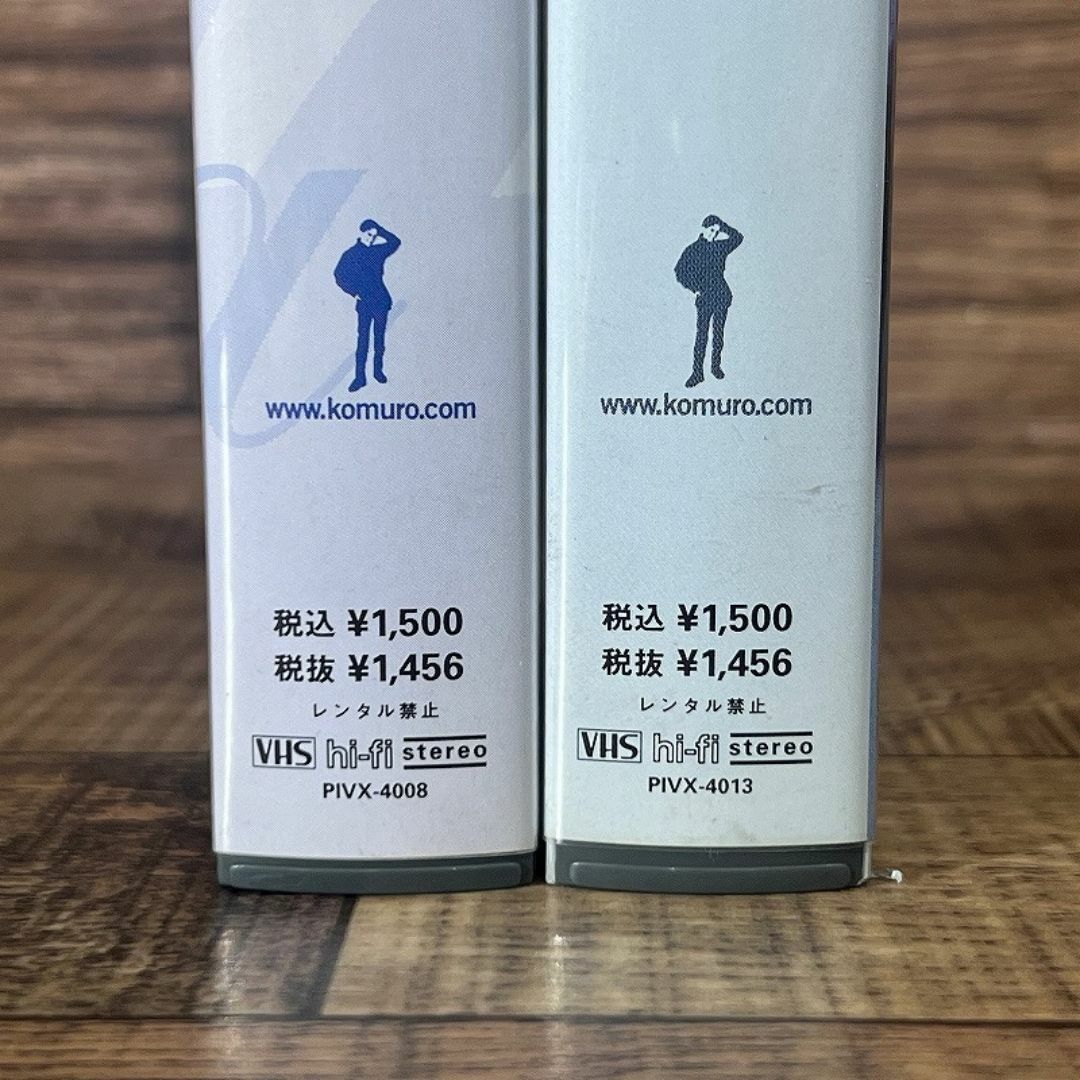 www.komuro.com
税込 ¥1,500
税抜 ¥1,456
レンタル禁止
VHS hi-fi stereo
PIVX-4008
www.komuro.com
税込 ¥1,500
税抜 ¥1,456
レンタル禁止
VHS hi-fi stereo
PIVX-4013